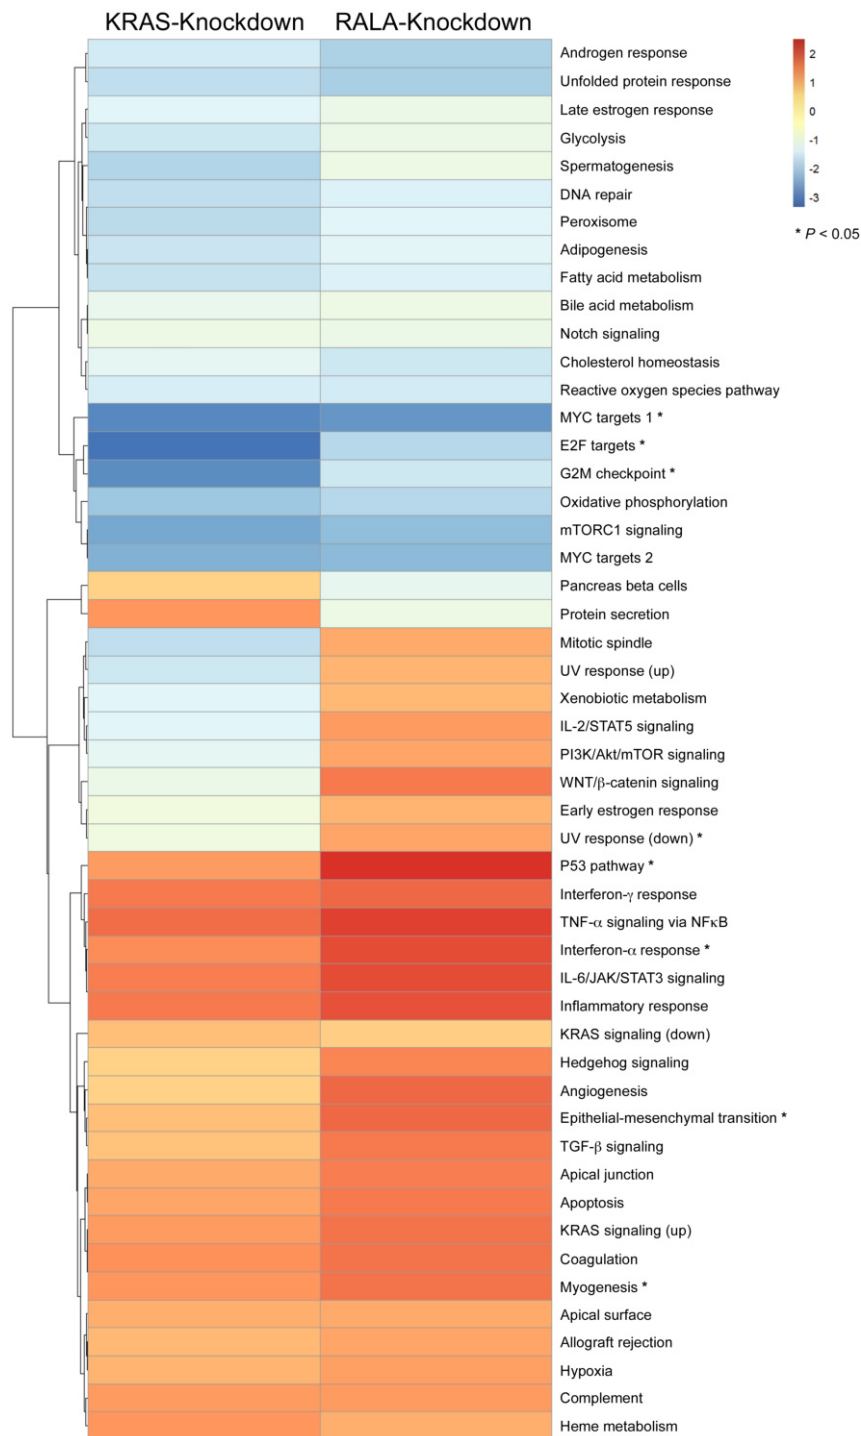 KRAS-Knockdown RALA-Knockdown
Androgen response
Unfolded protein response
Late estrogen response
Glycolysis
Spermatogenesis
DNA repair
Peroxisome
Adipogenesis
Fatty acid metabolism
Bile acid metabolism
Notch signaling
Cholesterol homeostasis
Reactive oxygen species pathway
MYC targets 1 *
E2F targets *
G2M checkpoint *
Oxidative phosphorylation
mTORC1 signaling
MYC targets 2
Pancreas beta cells
Protein secretion
Mitotic spindle
UV response (up)
Xenobiotic metabolism
IL-2/STAT5 signaling
PI3K/Akt/mTOR signaling
WNT/β-catenin signaling
Early estrogen response
UV response (down) *
P53 pathway *
Interferon-γ response
TNF-α signaling via NFκB
Interferon-α response *
IL-6/JAK/STAT3 signaling
Inflammatory response
KRAS signaling (down)
Hedgehog signaling
Angiogenesis
Epithelial-mesenchymal transition *
TGF-β signaling
Apical junction
Apoptosis
KRAS signaling (up)
Coagulation
Myogenesis *
Apical surface
Allograft rejection
Hypoxia
Complement
Heme metabolism
2
1
0
-1
-2
-3
* P < 0.05